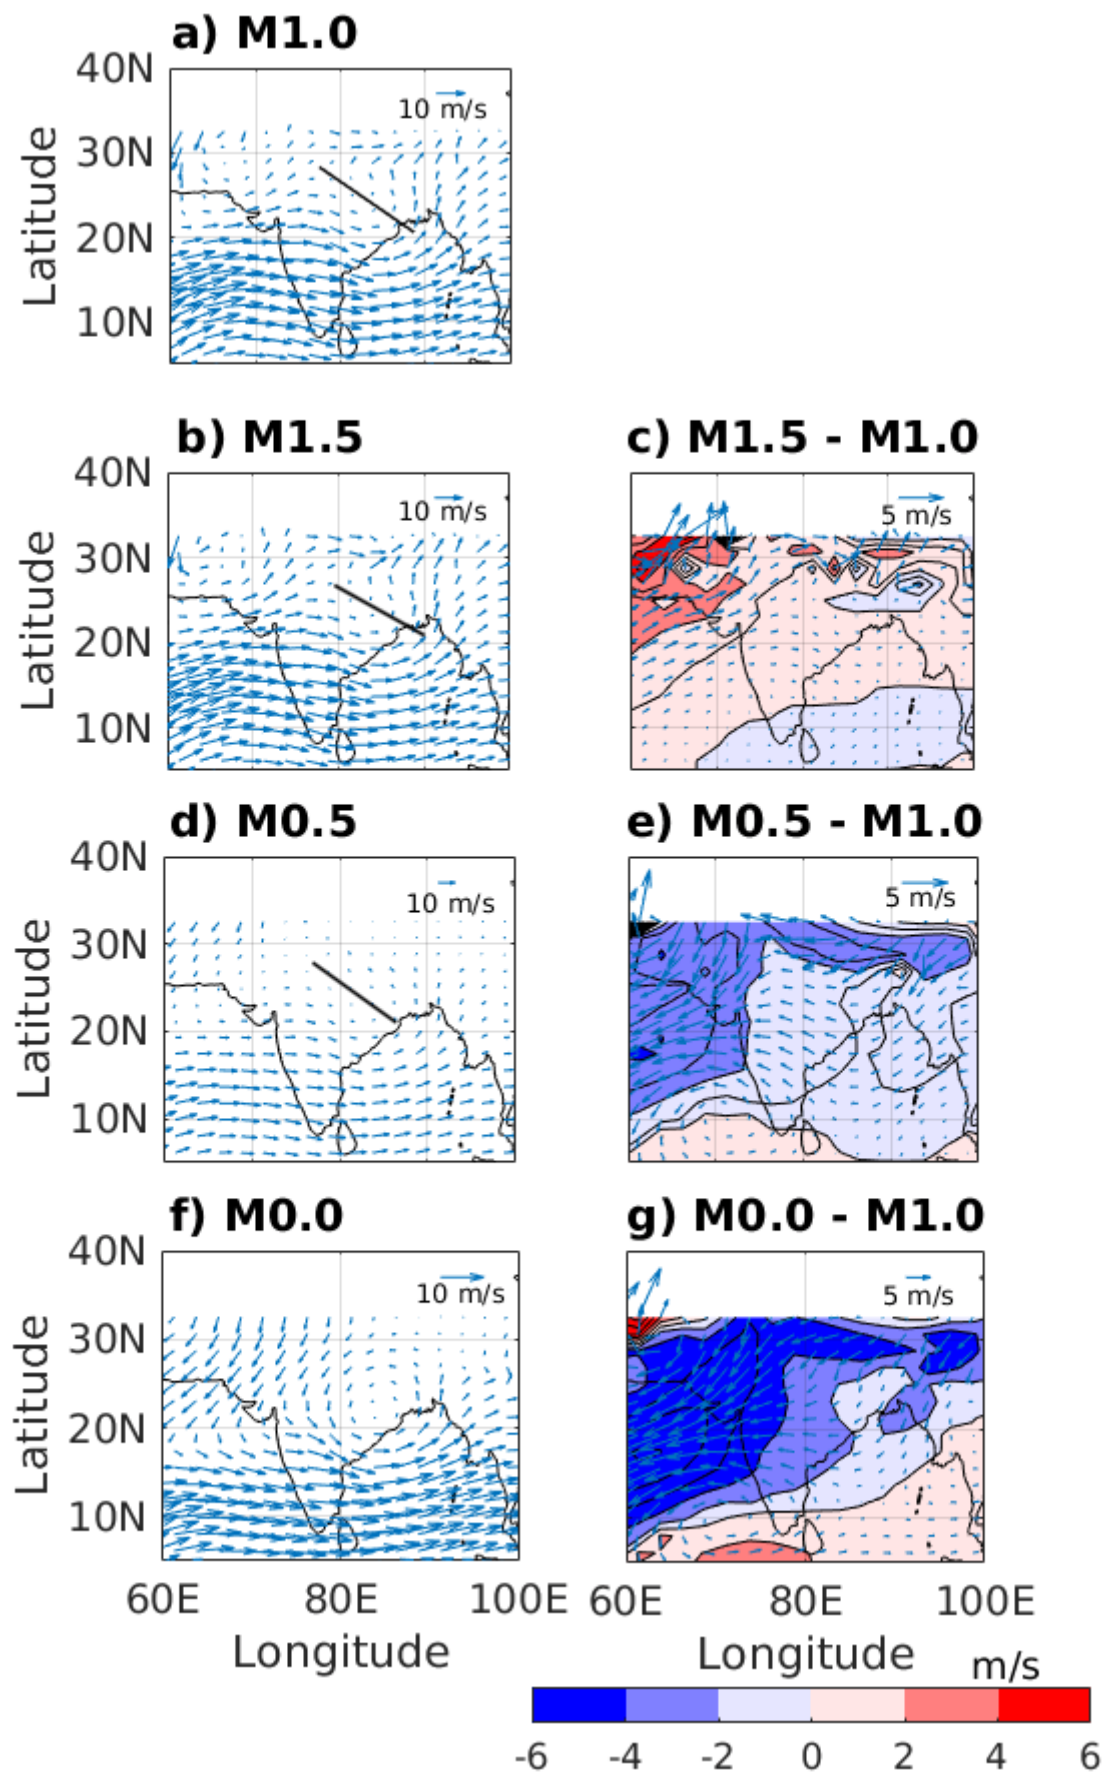 a) M1.0
40N
10 m/s
30N
20N
10N
Latitude
b) M1.5
c) M1.5 - M1.0
40N
10 m/s
5 m/s
30N
20N
10N
Latitude
d) M0.5
e) M0.5 - M1.0
40N
10 m/s
5 m/s
30N
20N
10N
Latitude
f) M0.0
g) M0.0 - M1.0
40N
10 m/s
5 m/s
30N
20N
10N
Latitude
60E 80E 100E 60E 80E 100E
Longitude Longitude
m/s
-6 -4 -2 0 2 4 6